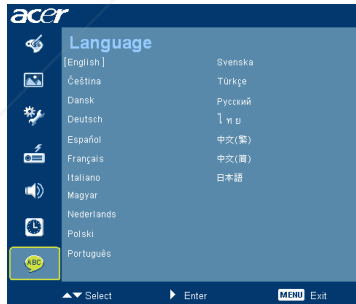 acer
Language
[English]
Čeština
Dansk
Deutsch
Español
Français
Italiano
Magyar
Nederlands
Polski
Português
Svenska
Türkçe
Русский
ไทย
中文(繁)
中文(简)
日本語
ABC
▲▼ Select
▶ Enter
MENU Exit